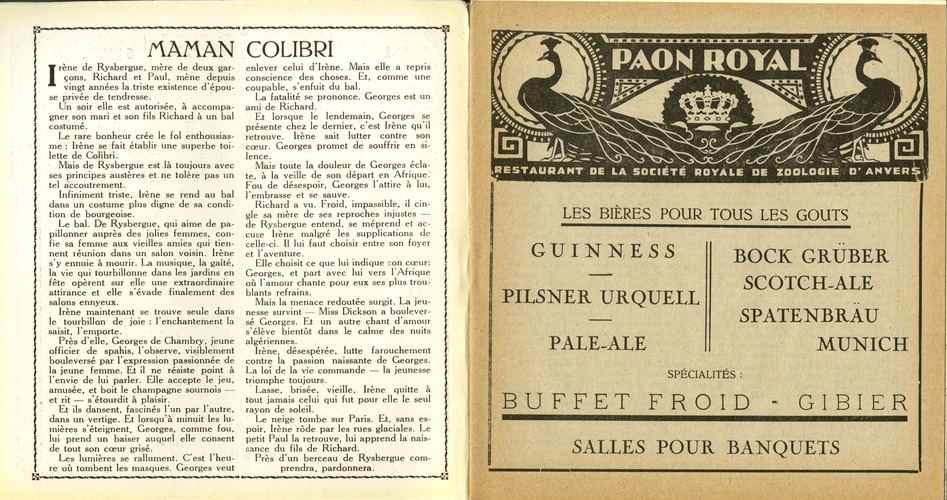 MAMAN COLIBRI
Irène de Rysbergue, mère de deux gar-
çons, Richard et Paul, mène depuis
vingt années la triste existence d'épou-
se privée de tendresse.
Un soir elle est autorisée, à accompa-
gner son mari et son fils Richard à un bal
costumé.
Le rare bonheur crée le fol enthousias-
me : Irène se fait établir une superbe toi-
lette de Colibri.
Mais de Rysbergue est là toujours avec
ses principes austères et ne tolère pas un
tel accoutrement.
Infiniment triste, Irène se rend au bal
dans un costume plus digne de sa condi-
tion de bourgeoise.
Le bal. De Rysbergue, qui aime de pa-
pillonner auprès des jolies femmes, con-
fie sa femme aux vieilles amies qui tien-
nent réunion dans un salon voisin. Irène
s'y ennuie à mourir. La musique, la gaîté,
la vie qui tourbillonne dans les jardins en
fête opèrent sur elle une extraordinaire
attirance et elle s'évade finalement des
salons ennyeux.
Irène maintenant se trouve seule dans
le tourbillon de joie : l'enchantement la
saisit, l'emporte.
Près d'elle, Georges de Chambry, jeune
officier de spahis, l'observe, visiblement
bouleversé par l'expression passionnée de
la jeune femme. Et il ne résiste point à
l'envie de lui parler. Elle accepte le jeu,
amusée, et boit le champagne sournois —
et rit — s'étourdit à plaisir.
Et ils dansent, fascinés l'un par l'autre,
dans un vertige. Et lorsqu'à minuit les lu-
mières s'éteignent, Georges, comme fou,
lui prend un baiser auquel elle consent
de tout son cœur grisé.
Les lumières se rallument. C'est l'heu-
re où tombent les masques. Georges veut
enlever celui d'Irène. Mais elle a repris
conscience des choses. Et, comme une
coupable, s'enfuit du bal.
La fatalité se prononce. Georges est un
ami de Richard.
Et lorsque le lendemain, Georges se
présente chez le dernier, c'est Irène qu'il
retrouve. Irène sait lutter contre son
cœur. Georges promet de souffrir en si-
lence.
Mais toute la douleur de Georges écla-
te, à la veille de son départ en Afrique.
Fou de désespoir, Georges l'attire à lui,
l'embrasse et se sauve.
Richard a vu. Froid, impassible, il cin-
gle sa mère de ses reproches injustes —
de Rysbergue entend, se méprend et ac-
cuse Irène malgré les supplications de
celle-ci. Il lui faut choisir entre son foyer
et l'aventure.
Elle choisit ce que lui indique son cœur:
Georges, et part avec lui vers l'Afrique
où l'amour chante pour eux ses plus trou-
blants refrains.
Mais la menace redoutée surgit. La jeu-
nesse survint — Miss Dickson a boulever-
sé Georges. Et un autre chant d'amour
s'élève bientôt dans le calme des nuits
algériennes.
Irène, désespérée, lutte farouchement
contre la passion naissante de Georges.
La loi de la vie commande — la jeunesse
triomphe toujours.
Lasse, brisée, vieille, Irène quitte à
tout jamais celui qui fut pour elle le seul
rayon de soleil.
Le neige tombe sur Paris. Et, sans es-
poir, Irène rôde par les rues glaciales. Le
petit Paul la retrouve, lui apprend la nais-
sance du fils de Richard.
Près d'un berceau de Rysbergue com-
prendra, pardonnera.
PAON ROYAL
RESTAURANT DE LA SOCIÉTÉ ROYALE DE ZOOLOGIE D'ANVERS
LES BIÈRES POUR TOUS LES GOUTS
GUINNESS
PILSNER URQUELL
PALE-ALE
BOCK GRÜBER
SCOTCH-ALE
SPATENBRÄU
MUNICH
SPÉCIALITÉS :
BUFFET FROID - GIBIER
SALLES POUR BANQUETS